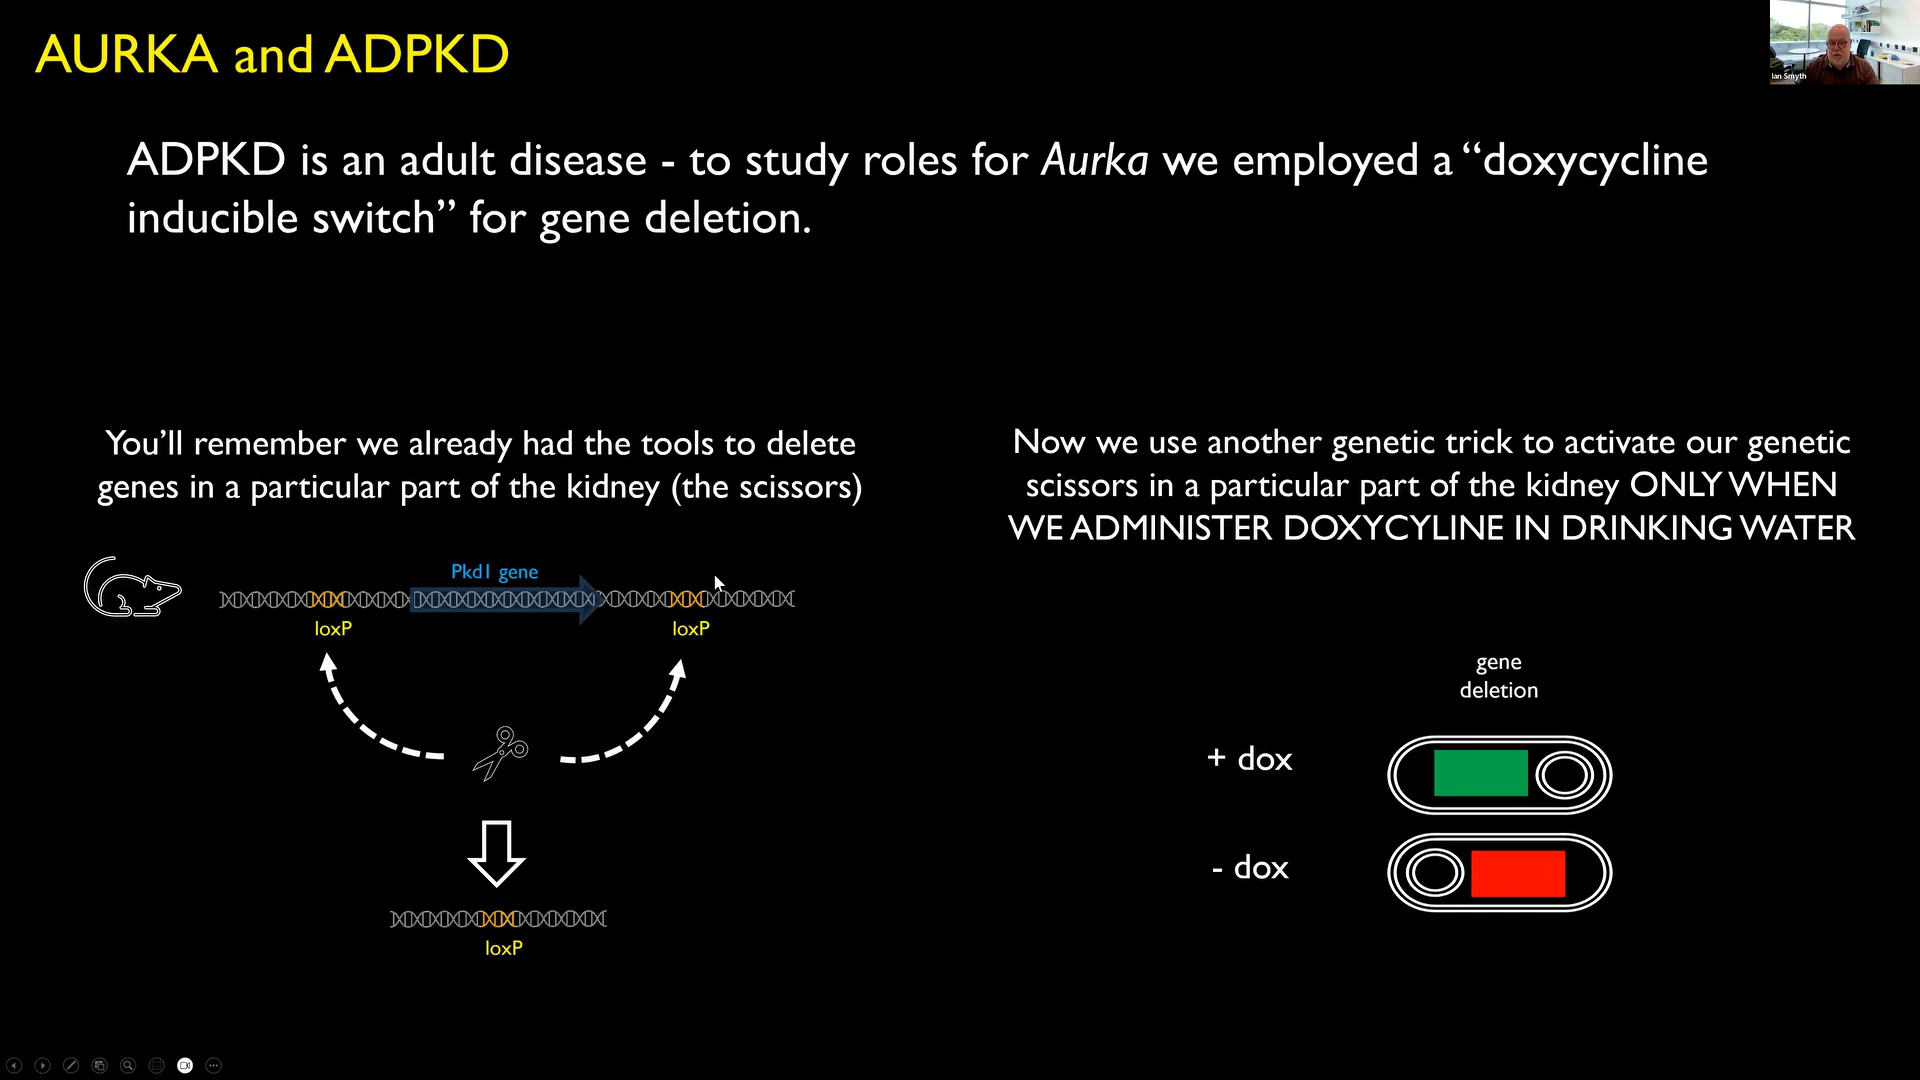 AURKA and ADPKD
Ian Smyth
ADPKD is an adult disease - to study roles for Aurka we employed a “doxycycline
inducible switch” for gene deletion.
You’ll remember we already had the tools to delete
genes in a particular part of the kidney (the scissors)
Pkd1 gene
loxP
loxP
loxP
Now we use another genetic trick to activate our genetic
scissors in a particular part of the kidney ONLY WHEN
WE ADMINISTER DOXYCYLINE IN DRINKING WATER
gene
deletion
+ dox
- dox